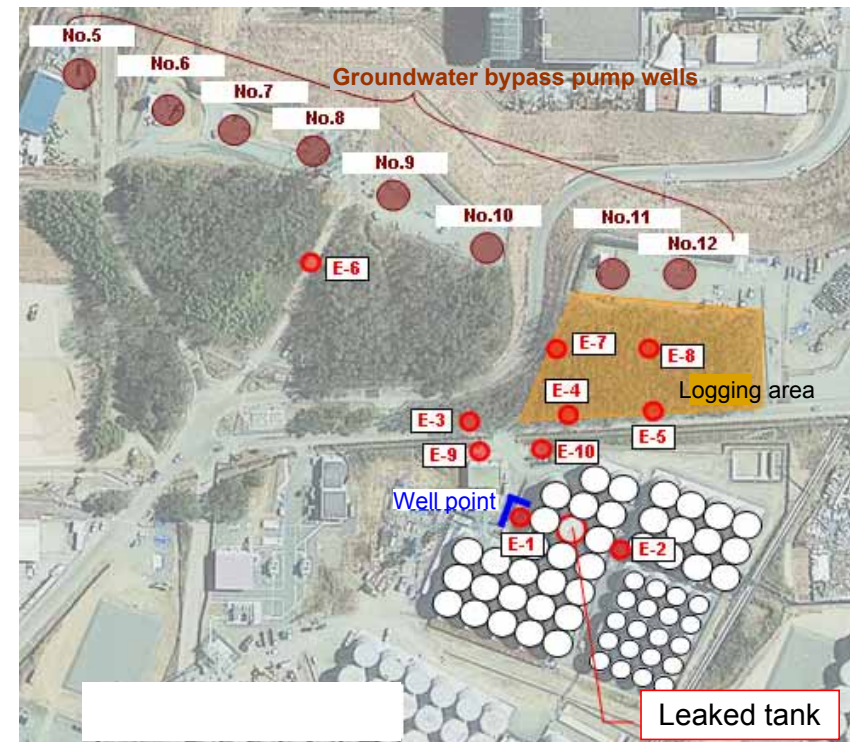 No.5
No.6
Groundwater bypass pump wells
No.7
No.8
No.9
No.10
No.11
No.12
E-6
E-7
E-8
Logging area
E-4
E-3
E-5
E-9
E-10
Well point
E-1
E-2
Leaked tank